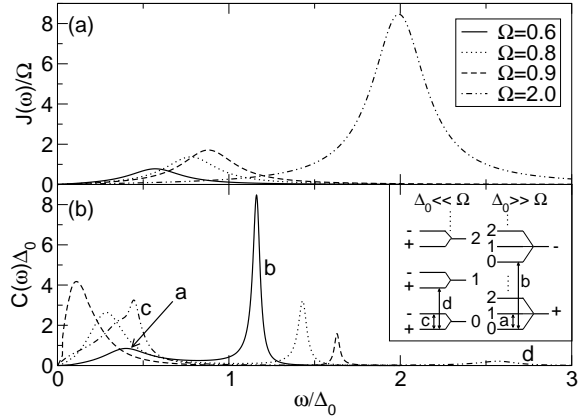 8
6
4
2
0
J(ω)/Ω
(a)
Ω=0.6
Ω=0.8
Ω=0.9
Ω=2.0
8
6
4
2
0
C(ω)Δ₀
(b)
a
b
c
d
Δ₀<< Ω Δ₀>> Ω
- 2 2
+ 1 -
0
- 1 b
+ d 2
- c 0 a 1 +
+ 0
0 1 2 3
ω/Δ₀